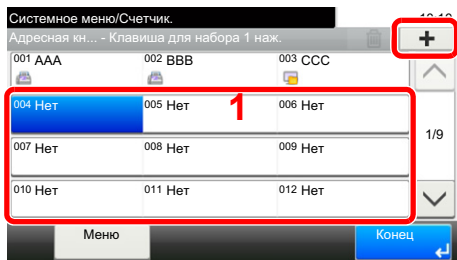 Системное меню/Счетчик.
Адресная кн... - Клавиша для набора 1 наж.
+
001 AAA 002 BBB 003 CCC
004 Нет 005 Нет 006 Нет
1
1/9
007 Нет 008 Нет 009 Нет
010 Нет 011 Нет 012 Нет
Меню Конец